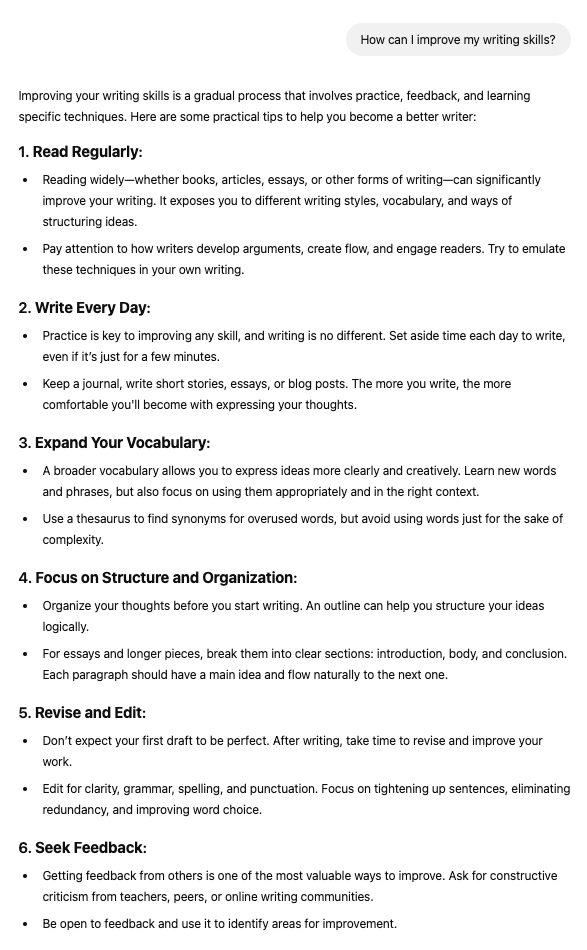 How can I improve my writing skills?
Improving your writing skills is a gradual process that involves practice, feedback, and learning
specific techniques. Here are some practical tips to help you become a better writer:
1. Read Regularly:
• Reading widely—whether books, articles, essays, or other forms of writing—can significantly
improve your writing. It exposes you to different writing styles, vocabulary, and ways of
structuring ideas.
• Pay attention to how writers develop arguments, create flow, and engage readers. Try to emulate
these techniques in your own writing.
2. Write Every Day:
• Practice is key to improving any skill, and writing is no different. Set aside time each day to write,
even if it’s just for a few minutes.
• Keep a journal, write short stories, essays, or blog posts. The more you write, the more
comfortable you'll become with expressing your thoughts.
3. Expand Your Vocabulary:
• A broader vocabulary allows you to express ideas more clearly and creatively. Learn new words
and phrases, but also focus on using them appropriately and in the right context.
• Use a thesaurus to find synonyms for overused words, but avoid using words just for the sake of
complexity.
4. Focus on Structure and Organization:
• Organize your thoughts before you start writing. An outline can help you structure your ideas
logically.
• For essays and longer pieces, break them into clear sections: introduction, body, and conclusion.
Each paragraph should have a main idea and flow naturally to the next one.
5. Revise and Edit:
• Don’t expect your first draft to be perfect. After writing, take time to revise and improve your
work.
• Edit for clarity, grammar, spelling, and punctuation. Focus on tightening up sentences, eliminating
redundancy, and improving word choice.
6. Seek Feedback:
• Getting feedback from others is one of the most valuable ways to improve. Ask for constructive
criticism from teachers, peers, or online writing communities.
• Be open to feedback and use it to identify areas for improvement.